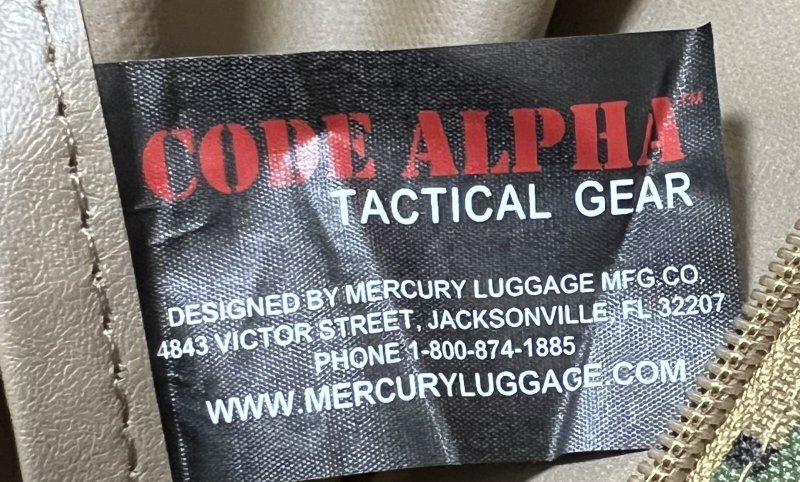 CODE ALPHA™
TACTICAL GEAR
DESIGNED BY MERCURY LUGGAGE MFG.CO.
4843 VICTOR STREET, JACKSONVILLE, FL 32207
PHONE 1-800-874-1885
WWW.MERCURYLUGGAGE.COM